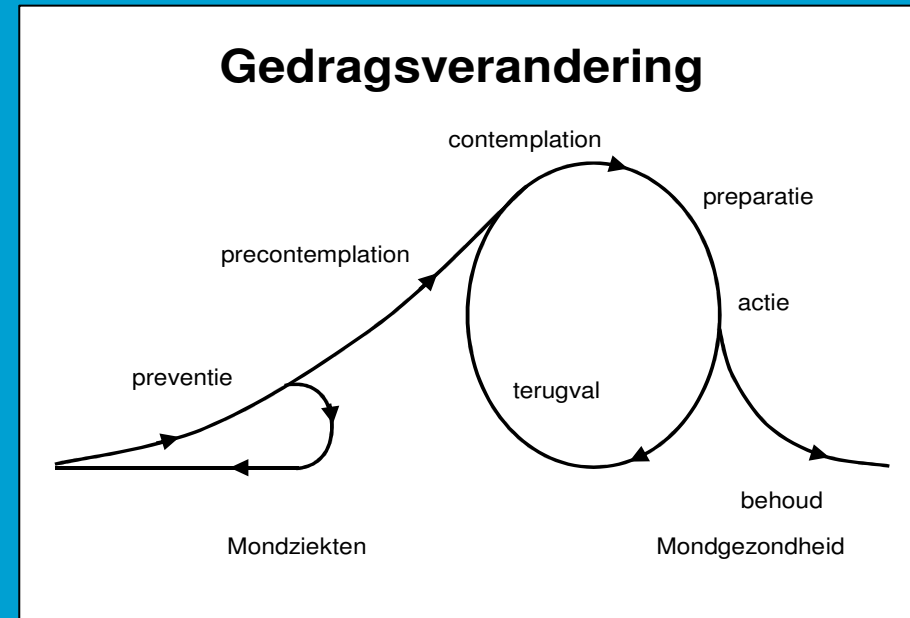 Gedragsverandering
contemplation
preparatie
precontemplation
actie
preventie
terugval
behoud
Mondziekten
Mondgezondheid